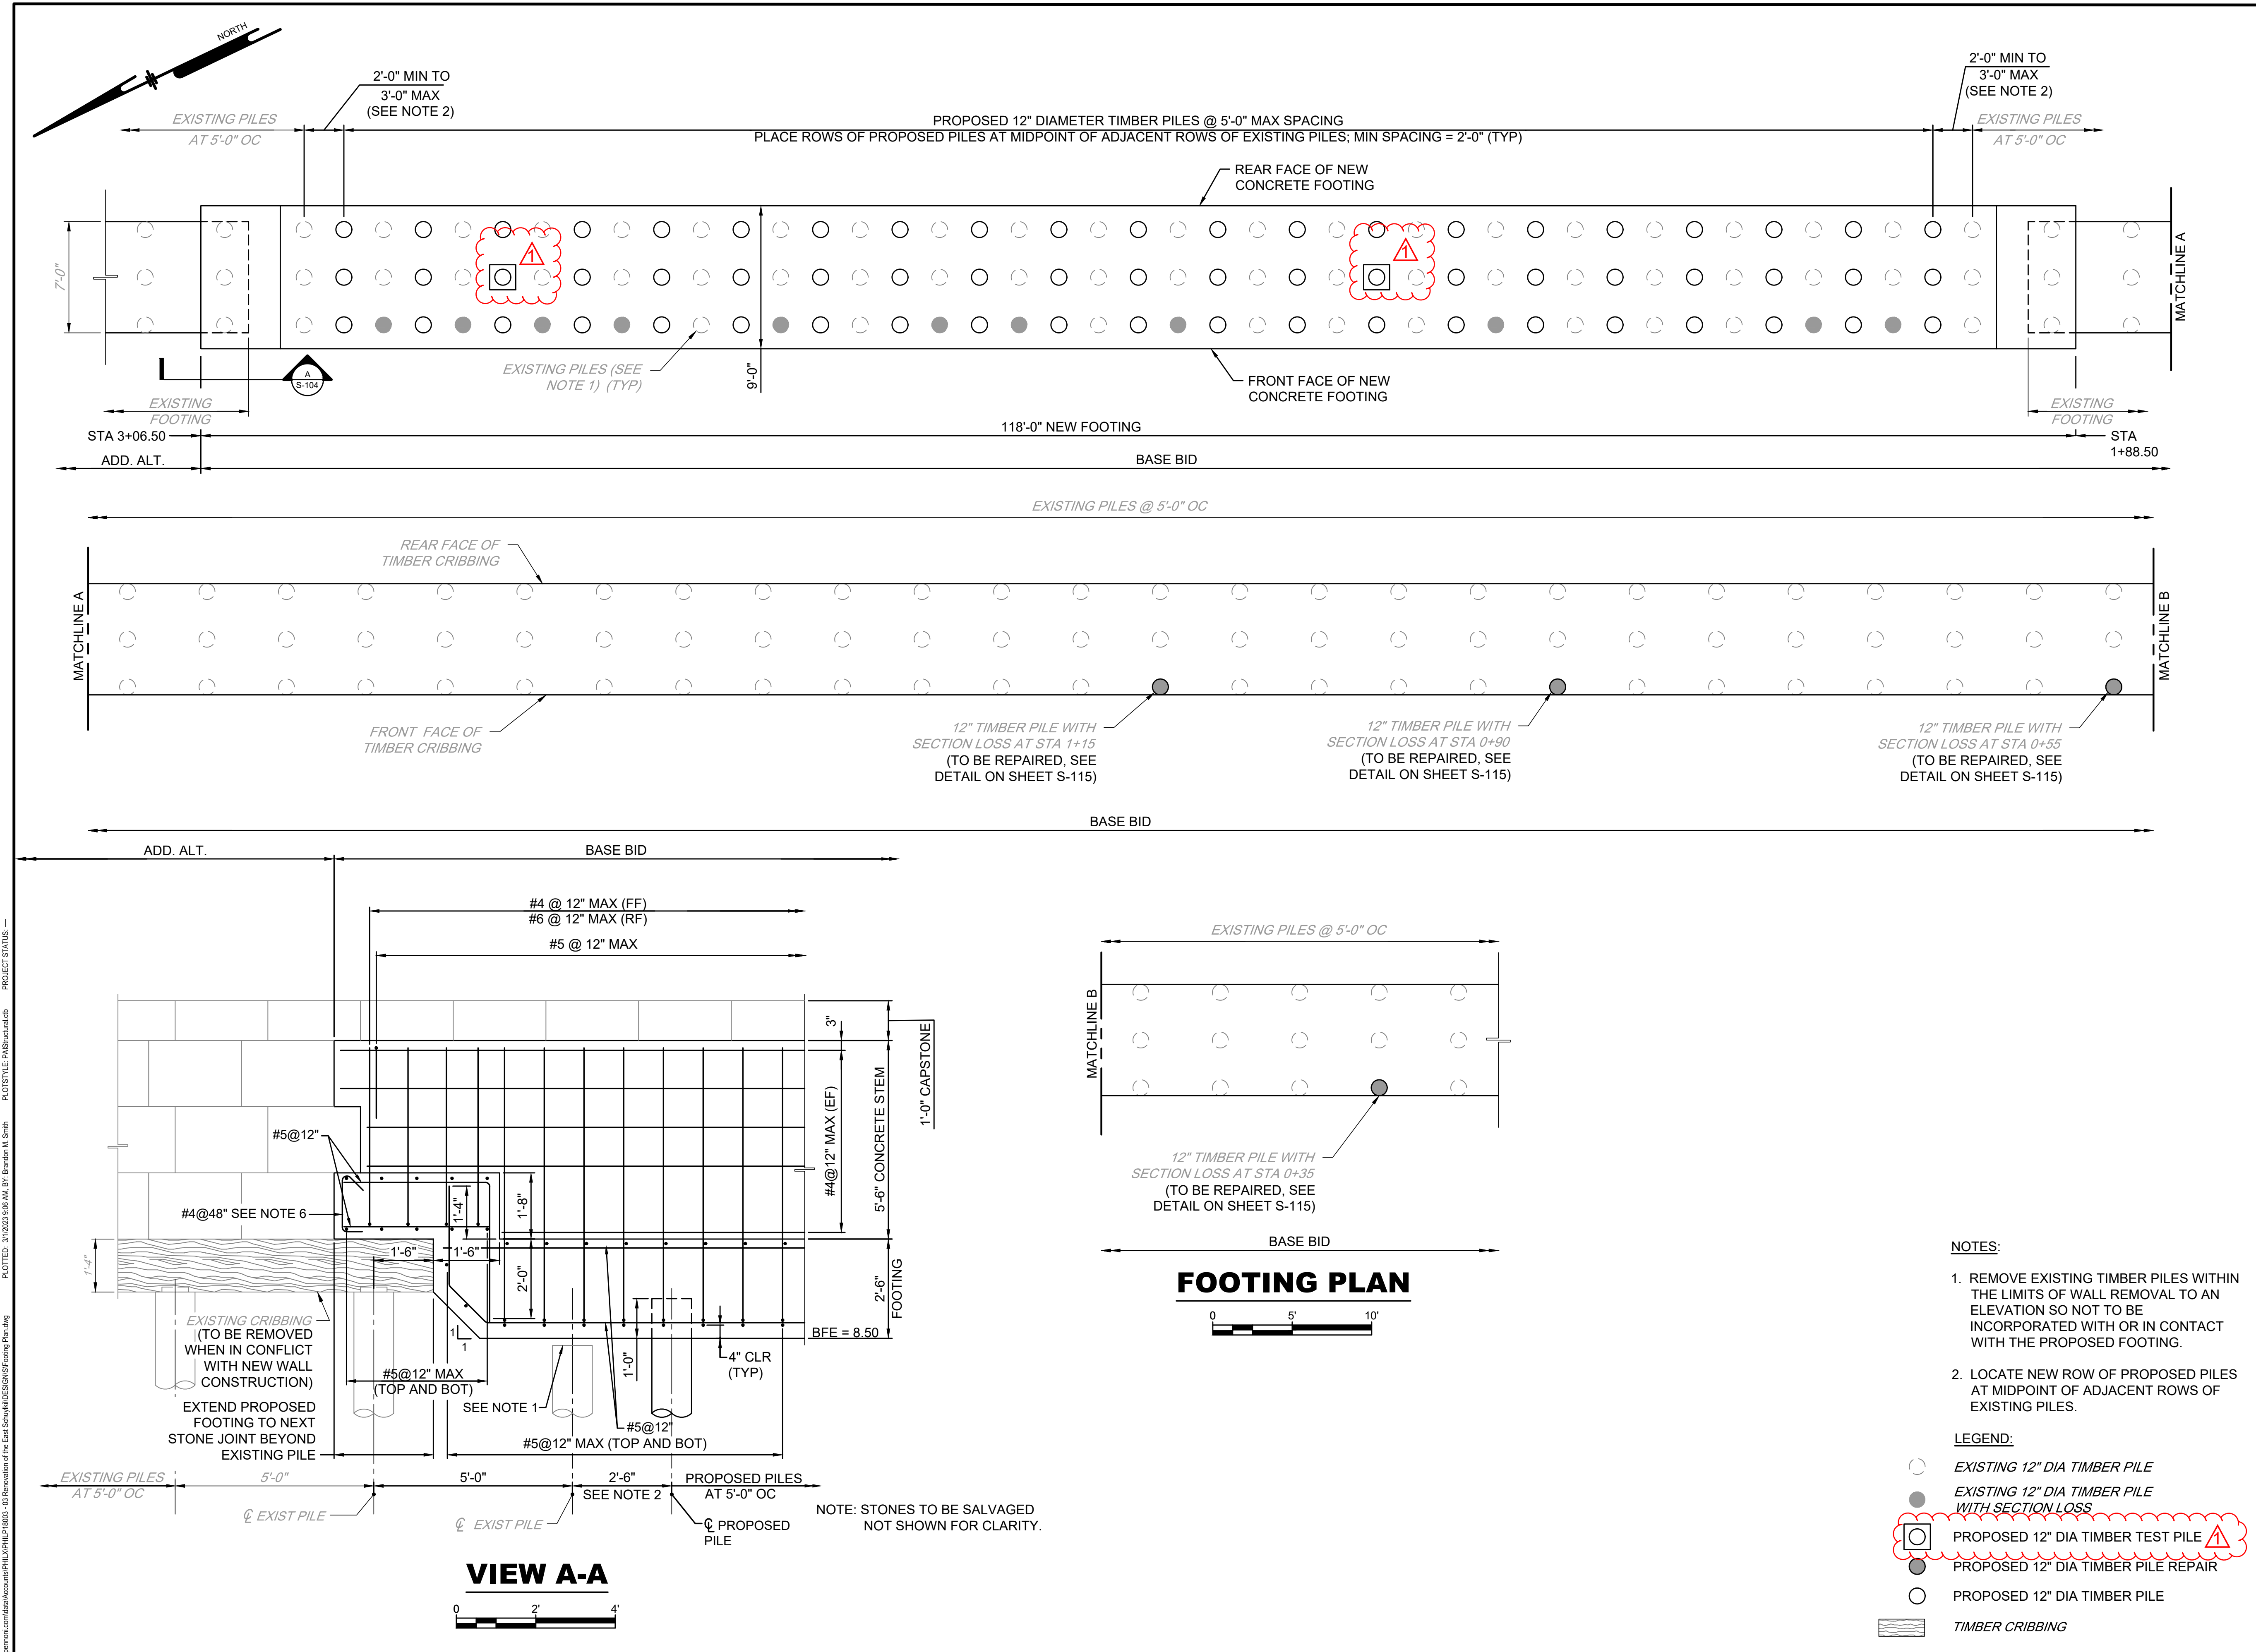 NORTH
2'-0" MIN TO
3'-0" MAX
(SEE NOTE 2)
EXISTING PILES
AT 5'-0" OC
PROPOSED 12" DIAMETER TIMBER PILES @ 5'-0" MAX SPACING
PLACE ROWS OF PROPOSED PILES AT MIDPOINT OF ADJACENT ROWS OF EXISTING PILES; MIN SPACING = 2'-0" (TYP)
2'-0" MIN TO
3'-0" MAX
(SEE NOTE 2)
EXISTING PILES
AT 5'-0" OC
REAR FACE OF NEW
CONCRETE FOOTING
7'-0"
1
1
MATCHLINE A
EXISTING PILES (SEE
NOTE 1) (TYP)
9'-0"
A
S-104
FRONT FACE OF NEW
CONCRETE FOOTING
EXISTING
FOOTING
EXISTING
FOOTING
STA 3+06.50
118'-0" NEW FOOTING
STA
1+88.50
ADD. ALT.
BASE BID
EXISTING PILES @ 5'-0" OC
REAR FACE OF
TIMBER CRIBBING
MATCHLINE A
MATCHLINE B
FRONT FACE OF
TIMBER CRIBBING
12" TIMBER PILE WITH
SECTION LOSS AT STA 1+15
(TO BE REPAIRED, SEE
DETAIL ON SHEET S-115)
12" TIMBER PILE WITH
SECTION LOSS AT STA 0+90
(TO BE REPAIRED, SEE
DETAIL ON SHEET S-115)
12" TIMBER PILE WITH
SECTION LOSS AT STA 0+55
(TO BE REPAIRED, SEE
DETAIL ON SHEET S-115)
BASE BID
ADD. ALT.
BASE BID
#4 @ 12" MAX (FF)
#6 @ 12" MAX (RF)
#5 @ 12" MAX
3"
1'-0" CAPSTONE
#4@12" MAX (EF)
5'-6" CONCRETE STEM
#5@12"
#4@48" SEE NOTE 6
1'-4"
1'-8"
1'-4"
1'-6"
1'-6"
2'-0"
2'-6"
FOOTING
EXISTING CRIBBING
(TO BE REMOVED
WHEN IN CONFLICT
WITH NEW WALL
CONSTRUCTION)
1
1
1'-0"
BFE = 8.50
4" CLR
(TYP)
#5@12" MAX
(TOP AND BOT)
SEE NOTE 1
#5@12"
#5@12" MAX (TOP AND BOT)
EXTEND PROPOSED
FOOTING TO NEXT
STONE JOINT BEYOND
EXISTING PILE
EXISTING PILES
AT 5'-0" OC
5'-0"
5'-0"
2'-6"
SEE NOTE 2
PROPOSED PILES
AT 5'-0" OC
℄ EXIST PILE
℄ EXIST PILE
℄ PROPOSED
PILE
NOTE: STONES TO BE SALVAGED
NOT SHOWN FOR CLARITY.
VIEW A-A
0 2' 4'
EXISTING PILES @ 5'-0" OC
MATCHLINE B
12" TIMBER PILE WITH
SECTION LOSS AT STA 0+35
(TO BE REPAIRED, SEE
DETAIL ON SHEET S-115)
BASE BID
FOOTING PLAN
0 5' 10'
NOTES:
1. REMOVE EXISTING TIMBER PILES WITHIN
THE LIMITS OF WALL REMOVAL TO AN
ELEVATION SO NOT TO BE
INCORPORATED WITH OR IN CONTACT
WITH THE PROPOSED FOOTING.
2. LOCATE NEW ROW OF PROPOSED PILES
AT MIDPOINT OF ADJACENT ROWS OF
EXISTING PILES.
LEGEND:
EXISTING 12" DIA TIMBER PILE
EXISTING 12" DIA TIMBER PILE
WITH SECTION LOSS
PROPOSED 12" DIA TIMBER TEST PILE 1
PROPOSED 12" DIA TIMBER PILE REPAIR
PROPOSED 12" DIA TIMBER PILE
TIMBER CRIBBING
PLOTTED: 3/1/2023 9:06 AM, BY: Brandon M. Smith PLOTSTYLE: PAIStructural.ctb PROJECT STATUS: ---